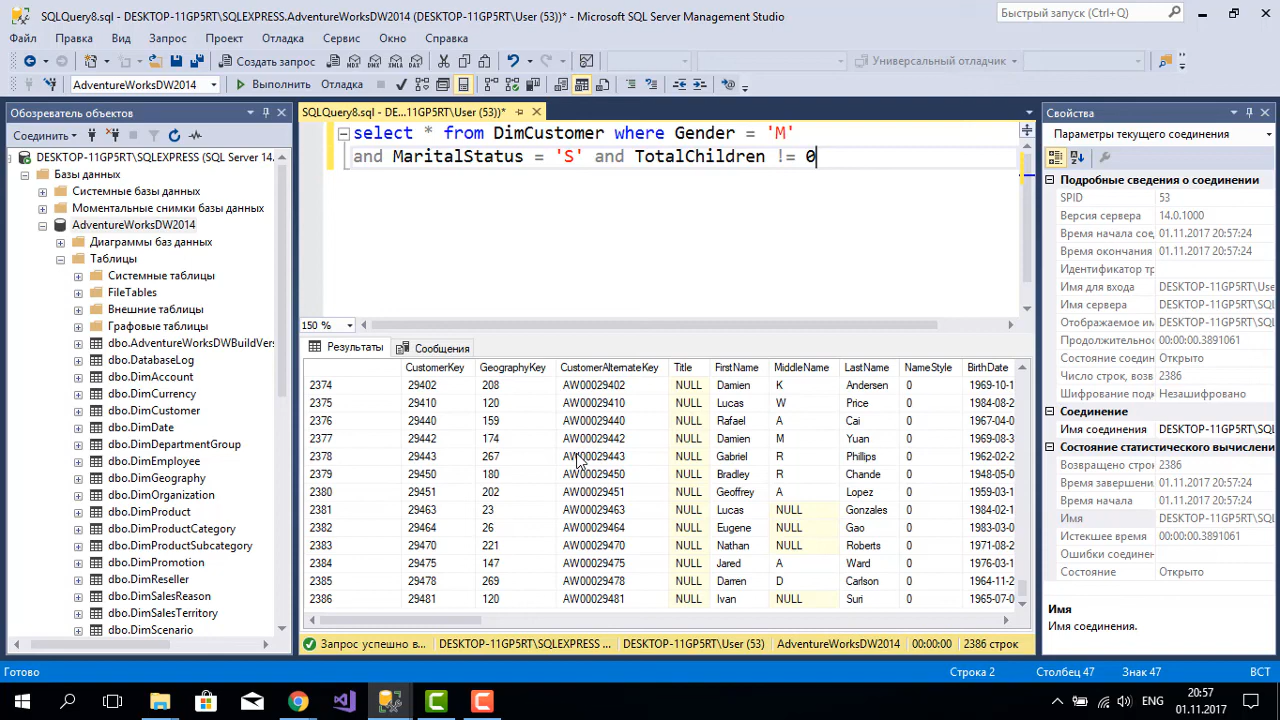 SQLQuery8.sql - DESKTOP-11GP5RT\SQLEXPRESS.AdventureWorksDW2014 (DESKTOP-11GP5RT\User (53))* - Microsoft SQL Server Management Studio
Быстрый запуск (Ctrl+Q)
Файл Правка Вид Запрос Проект Отладка Сервис Окно Справка
Создать запрос MDX DMX XMLA DAX
Универсальный отладчик
AdventureWorksDW2014 Выполнить Отладка
Обозреватель объектов
Соединить
DESKTOP-11GP5RT\SQLEXPRESS (SQL Server 14.
Базы данных
Системные базы данных
Моментальные снимки базы данных
AdventureWorksDW2014
Диаграммы баз данных
Таблицы
Системные таблицы
FileTables
Внешние таблицы
Графовые таблицы
dbo.AdventureWorksDWBuildVers
dbo.DatabaseLog
dbo.DimAccount
dbo.DimCurrency
dbo.DimCustomer
dbo.DimDate
dbo.DimDepartmentGroup
dbo.DimEmployee
dbo.DimGeography
dbo.DimOrganization
dbo.DimProduct
dbo.DimProductCategory
dbo.DimProductSubcategory
dbo.DimPromotion
dbo.DimReseller
dbo.DimSalesReason
dbo.DimSalesTerritory
dbo.DimScenario
SQLQuery8.sql - DE...11GP5RT\User (53))*
select * from DimCustomer where Gender = 'M'
and MaritalStatus = 'S' and TotalChildren != 0
150 %
Результаты Сообщения
CustomerKey GeographyKey CustomerAlternateKey Title FirstName MiddleName LastName NameStyle BirthDate
2374 29402 208 AW00029402 NULL Damien K Andersen 0 1969-10-1
2375 29410 120 AW00029410 NULL Lucas W Price 0 1984-08-2
2376 29440 159 AW00029440 NULL Rafael A Cai 0 1967-04-0
2377 29442 174 AW00029442 NULL Damien M Yuan 0 1969-08-3
2378 29443 267 AW00029443 NULL Gabriel R Phillips 0 1962-02-2
2379 29450 180 AW00029450 NULL Bradley R Chande 0 1948-05-0
2380 29451 202 AW00029451 NULL Geoffrey A Lopez 0 1959-03-1
2381 29463 23 AW00029463 NULL Lucas NULL Gonzales 0 1984-02-1
2382 29464 26 AW00029464 NULL Eugene NULL Gao 0 1983-03-0
2383 29470 221 AW00029470 NULL Nathan NULL Roberts 0 1971-08-2
2384 29475 147 AW00029475 NULL Jared A Ward 0 1976-03-1
2385 29478 269 AW00029478 NULL Darren D Carlson 0 1964-11-2
2386 29481 120 AW00029481 NULL Ivan NULL Suri 0 1965-07-0
Запрос успешно в... DESKTOP-11GP5RT\SQLEXPRESS ... DESKTOP-11GP5RT\User (53) AdventureWorksDW2014 00:00:00 2386 строк
Свойства
Параметры текущего соединения
Подробные сведения о соединении
SPID 53
Версия сервера 14.0.1000
Время начала сое 01.11.2017 20:57:24
Время окончания 01.11.2017 20:57:24
Идентификатор тр
Имя для входа DESKTOP-11GP5RT\Use
Имя сервера DESKTOP-11GP5RT\SQ
Отображаемое им DESKTOP-11GP5RT\SQ
Прошедшее время 00:00:00.3891061
Состояние соедин Открыто
Число строк, возв 2386
Шифрование подк Незашифровано
Соединение
Имя соединения DESKTOP-11GP5RT\SQ
Состояние статистического вычислени
Возвращено строк 2386
Время завершени 01.11.2017 20:57:24
Время начала 01.11.2017 20:57:24
Имя DESKTOP-11GP5RT\SQ
Истекшее время 00:00:00.3891061
Ошибки соединен
Состояние Открыто
Имя
Имя соединения.
Готово Строка 2 Столбец 47 Знак 47 ВСТ
ENG 20:57
01.11.2017